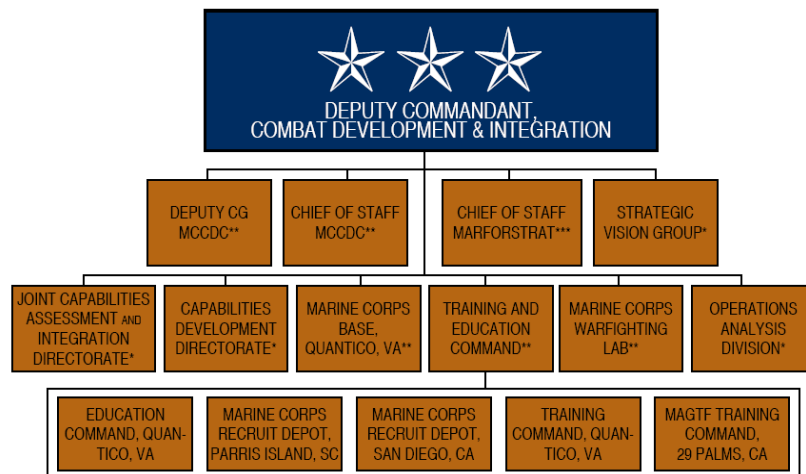 DEPUTY COMMANDANT,
COMBAT DEVELOPMENT & INTEGRATION
DEPUTY CG
MCCDC**
CHIEF OF STAFF
MCCDC**
CHIEF OF STAFF
MARFORSTRAT***
STRATEGIC
VISION GROUP*
JOINT CAPABILITIES
ASSESSMENT AND
INTEGRATION
DIRECTORATE*
CAPABILITIES
DEVELOPMENT
DIRECTORATE*
MARINE CORPS
BASE,
QUANTICO, VA**
TRAINING AND
EDUCATION
COMMAND**
MARINE CORPS
WARFIGHTING
LAB**
OPERATIONS
ANALYSIS
DIVISION*
EDUCATION
COMMAND, QUAN-
TICO, VA
MARINE CORPS
RECRUIT DEPOT,
PARRIS ISLAND, SC
MARINE CORPS
RECRUIT DEPOT,
SAN DIEGO, CA
TRAINING
COMMAND, QUAN-
TICO, VA
MAGTF TRAINING
COMMAND,
29 PALMS, CA